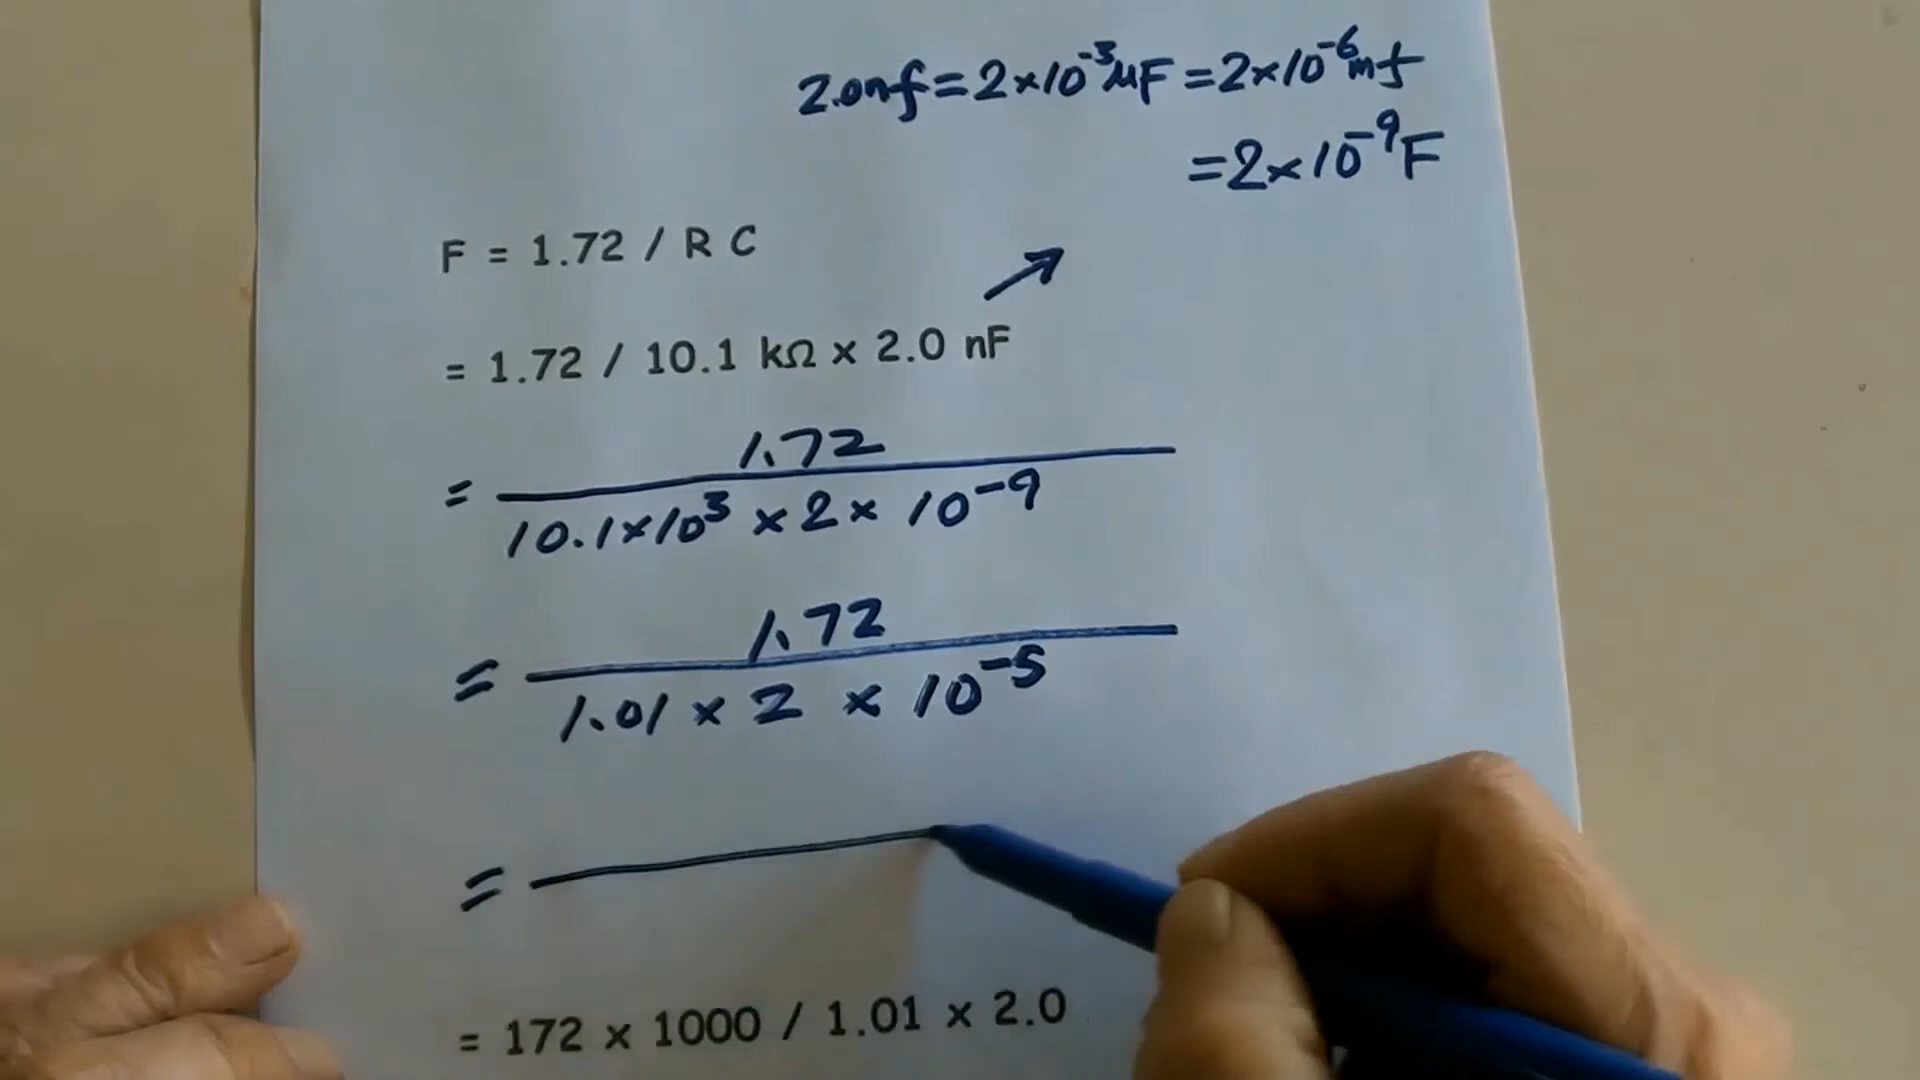 2.0nf = 2×10⁻³μF = 2×10⁻⁶mf
= 2×10⁻⁹F
F = 1.72 / R C
= 1.72 / 10.1 kΩ x 2.0 nF
1.72
=
10.1×10³ × 2 × 10⁻⁹
1.72
=
1.01 × 2 × 10⁻⁵
=
= 172 x 1000 / 1.01 x 2.0